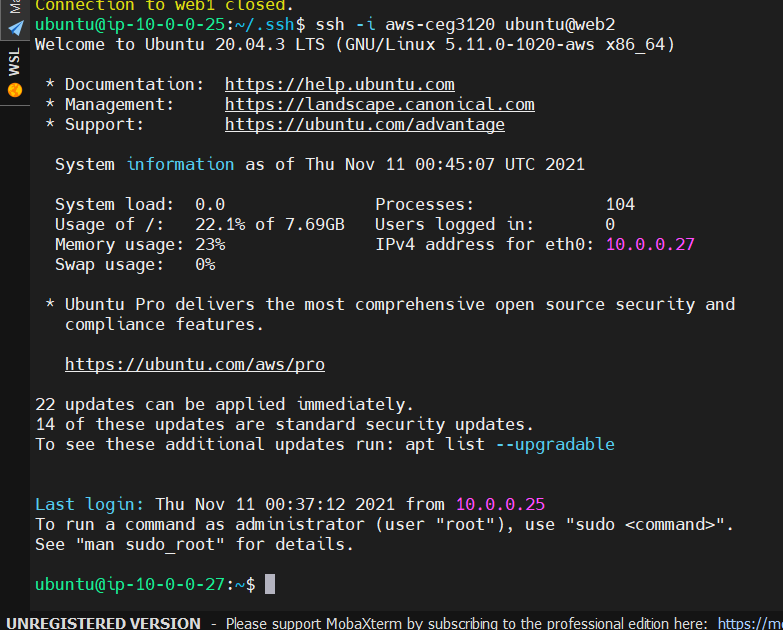 Connection to web1 closed.
ubuntu@ip-10-0-0-25:~/.ssh$ ssh -i aws-ceg3120 ubuntu@web2
Welcome to Ubuntu 20.04.3 LTS (GNU/Linux 5.11.0-1020-aws x86_64)

 * Documentation:  https://help.ubuntu.com
 * Management:     https://landscape.canonical.com
 * Support:        https://ubuntu.com/advantage

  System information as of Thu Nov 11 00:45:07 UTC 2021

  System load:  0.0               Processes:             104
  Usage of /:   22.1% of 7.69GB   Users logged in:       0
  Memory usage: 23%               IPv4 address for eth0: 10.0.0.27
  Swap usage:   0%

 * Ubuntu Pro delivers the most comprehensive open source security and
   compliance features.

   https://ubuntu.com/aws/pro

22 updates can be applied immediately.
14 of these updates are standard security updates.
To see these additional updates run: apt list --upgradable


Last login: Thu Nov 11 00:37:12 2021 from 10.0.0.25
To run a command as administrator (user "root"), use "sudo <command>".
See "man sudo_root" for details.

ubuntu@ip-10-0-0-27:~$
WSL
UNREGISTERED VERSION - Please support MobaXterm by subscribing to the professional edition here: